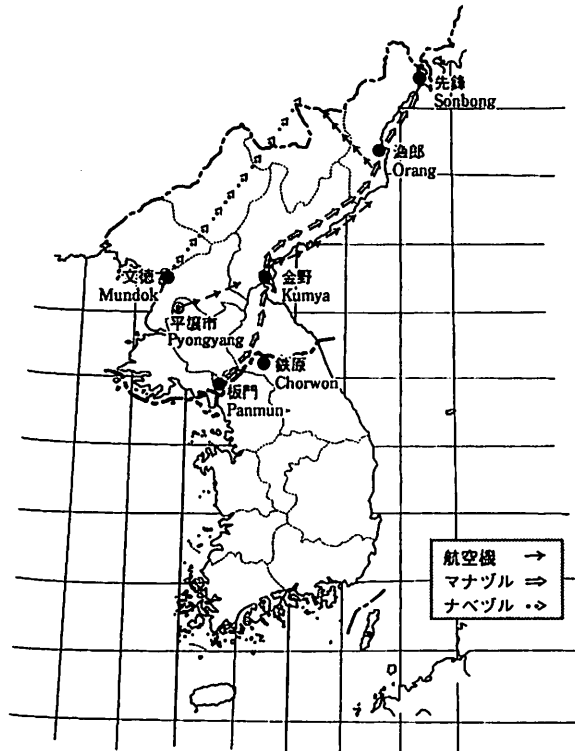 先鋒
Sonbong
漁郎
Orang
文徳
Mundok
金野
Kumya
平壌市
Pyongyang
鉄原
Chorwon
板門
Panmun
航空機
マナヅル
ナベヅル